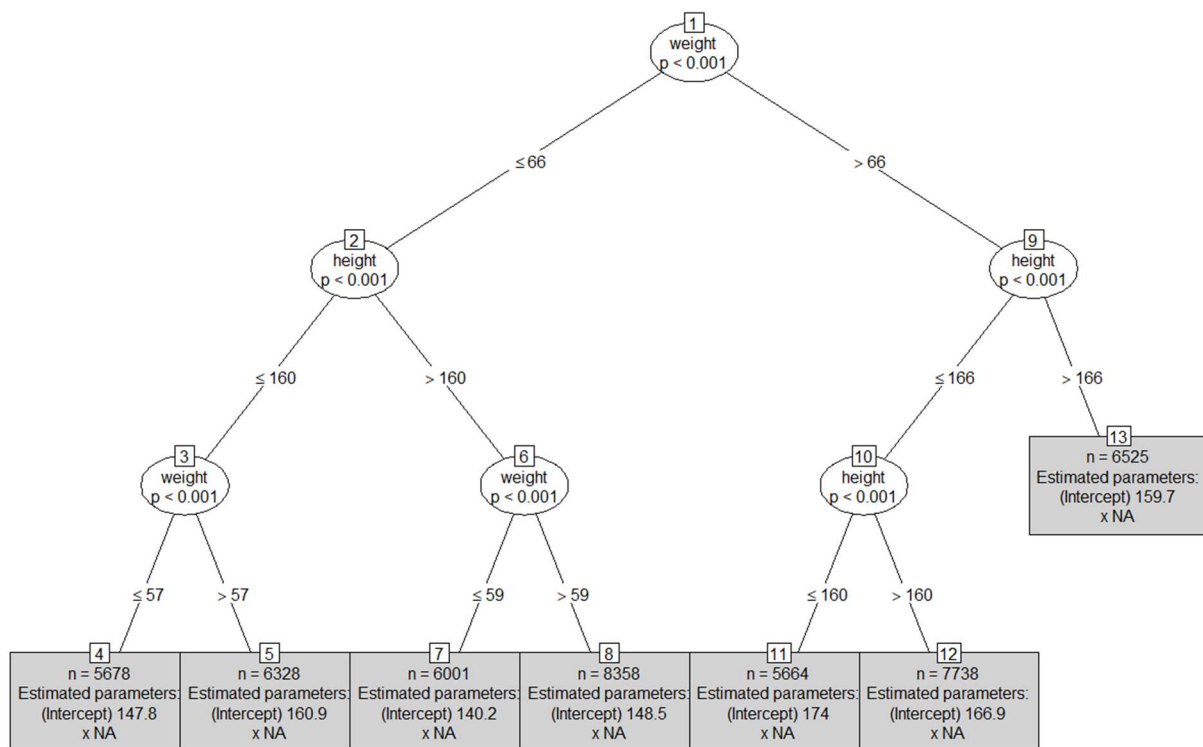 1
weight
p < 0.001
≤ 66
> 66
2
height
p < 0.001
9
height
p < 0.001
≤ 160
> 160
≤ 166
> 166
3
weight
p < 0.001
6
weight
p < 0.001
10
height
p < 0.001
13
n = 6525
Estimated parameters:
(Intercept) 159.7
x NA
≤ 57
> 57
≤ 59
> 59
≤ 160
> 160
4
n = 5678
Estimated parameters:
(Intercept) 147.8
x NA
5
n = 6328
Estimated parameters:
(Intercept) 160.9
x NA
7
n = 6001
Estimated parameters:
(Intercept) 140.2
x NA
8
n = 8358
Estimated parameters:
(Intercept) 148.5
x NA
11
n = 5664
Estimated parameters:
(Intercept) 174
x NA
12
n = 7738
Estimated parameters:
(Intercept) 166.9
x NA